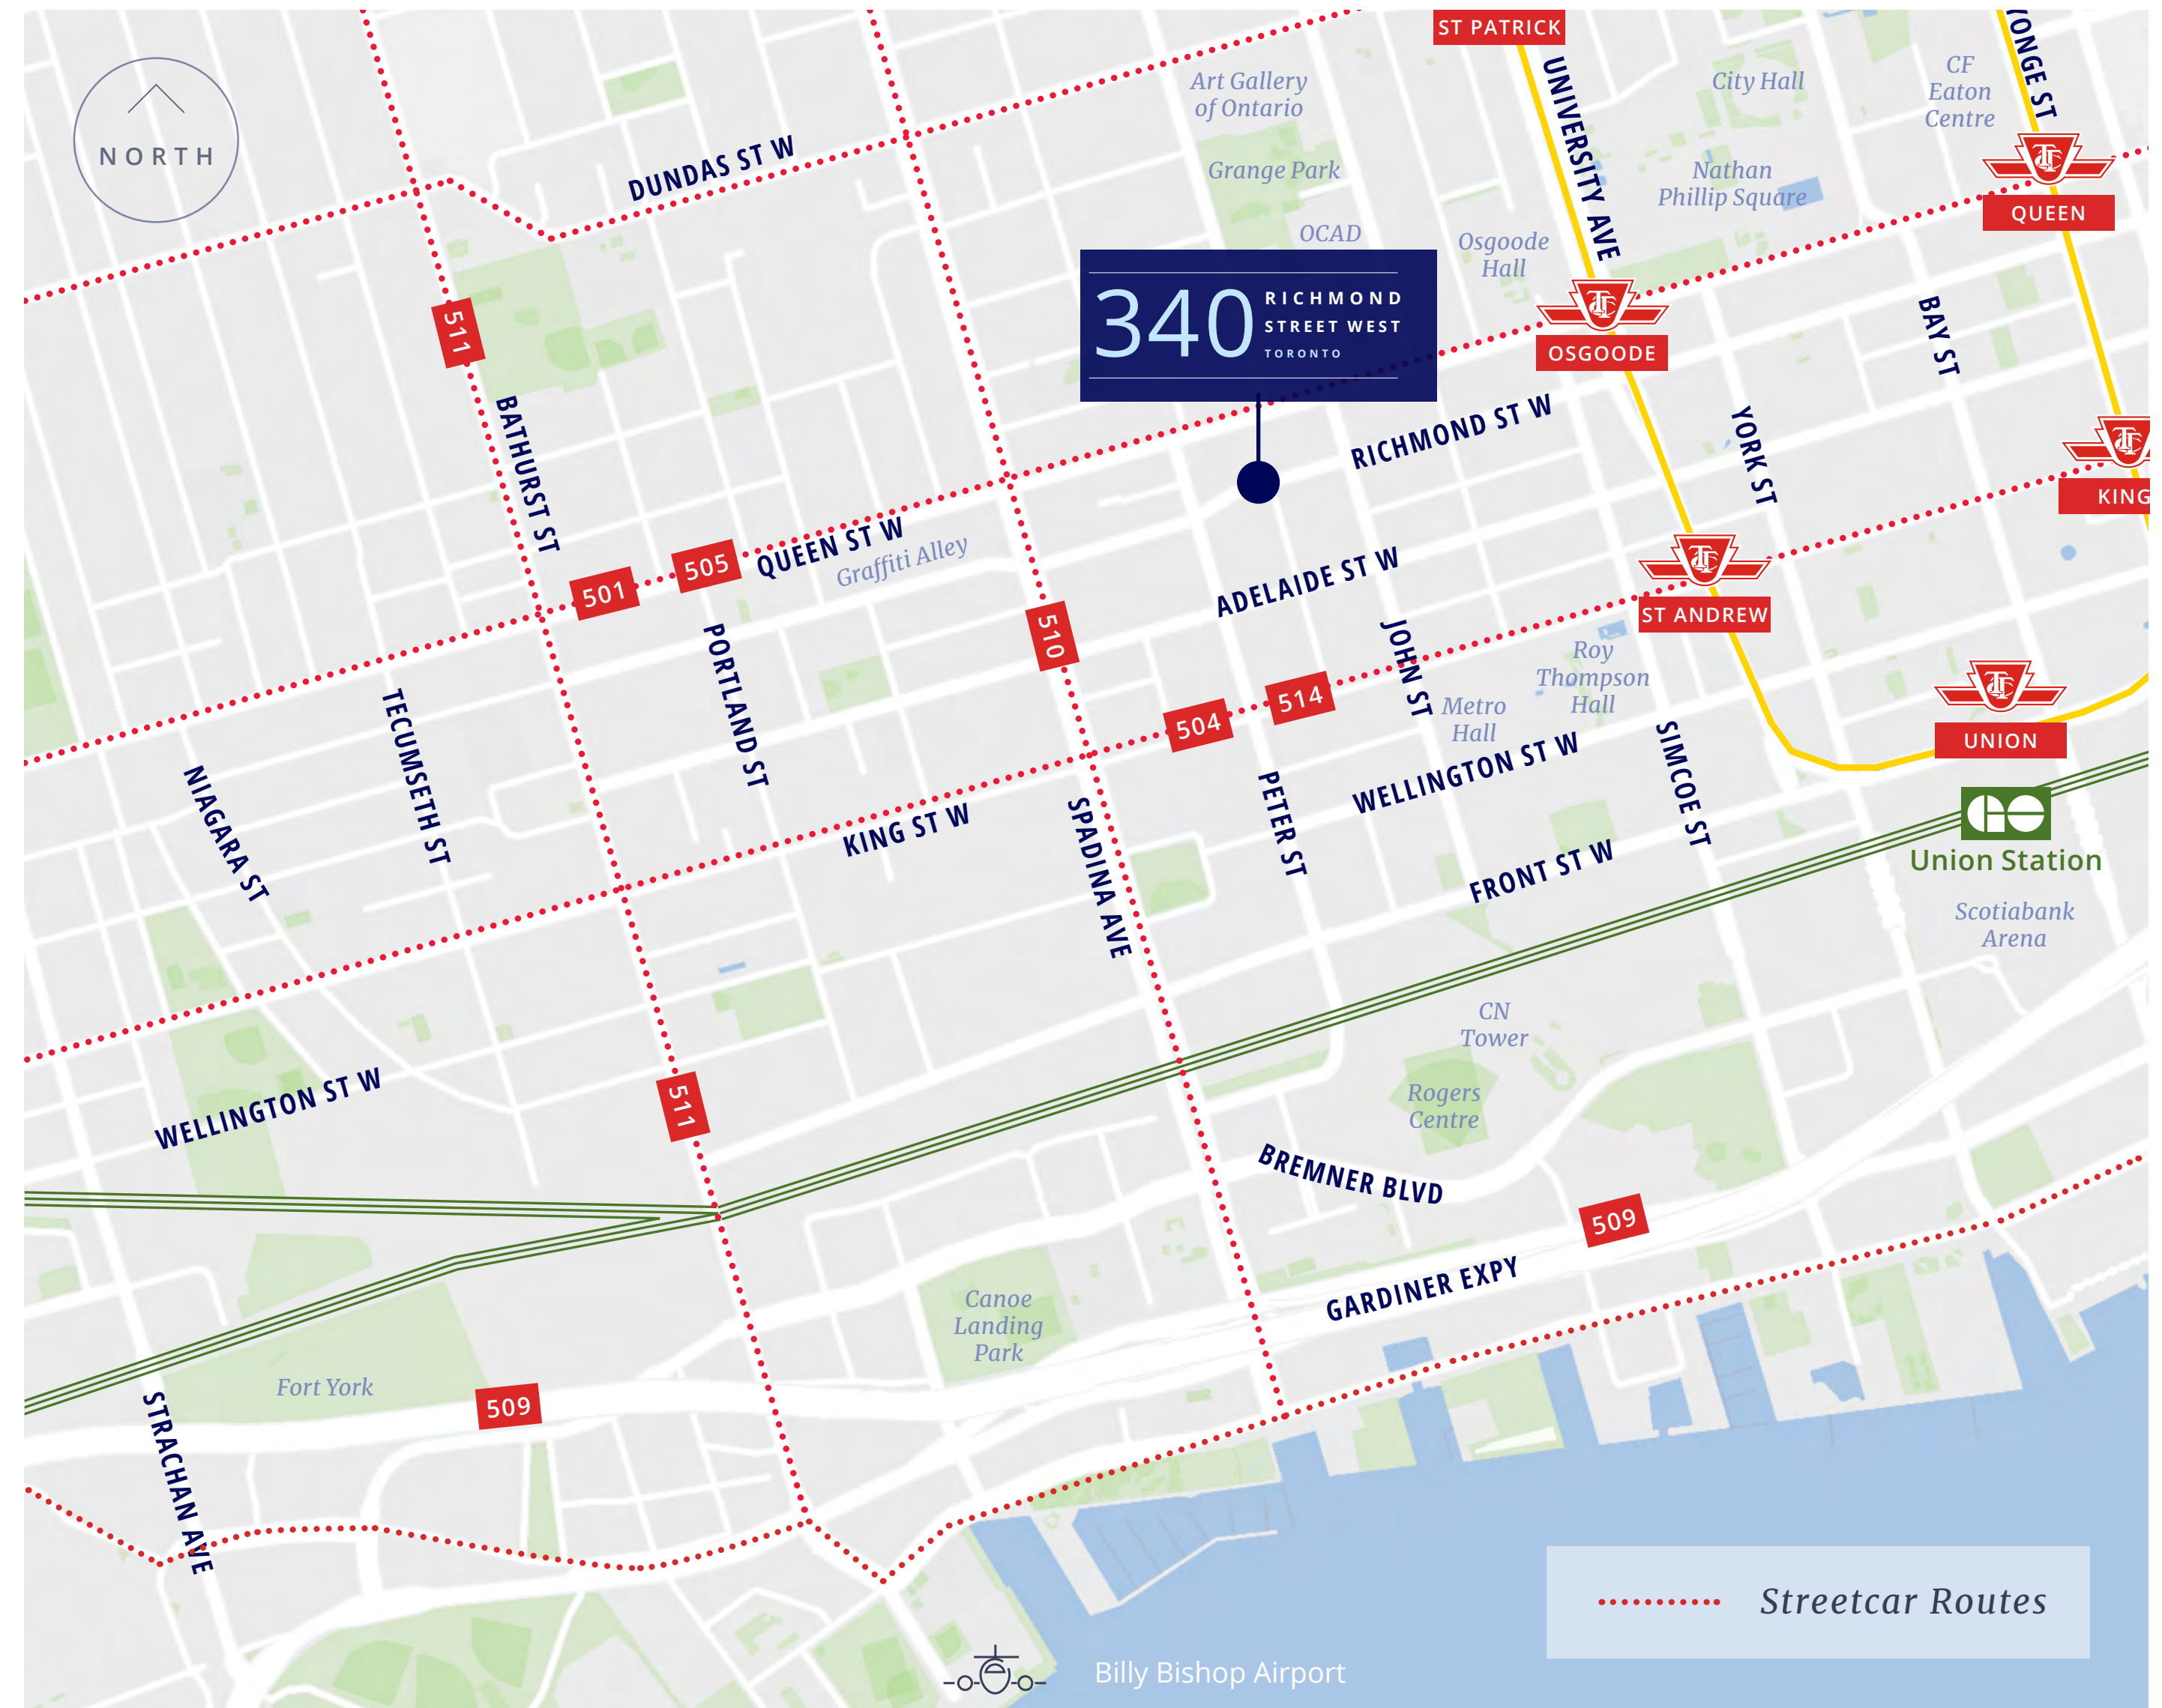 NORTH
ST PATRICK
YONGE ST
UNIVERSITY AVE
Art Gallery
of Ontario
City Hall
CF
Eaton
Centre
DUNDAS ST W
Grange Park
Nathan
Phillip Square
QUEEN
OCAD
Osgoode
Hall
340
RICHMOND
STREET WEST
TORONTO
511
OSGOODE
BAY ST
BATHURST ST
RICHMOND ST W
YORK ST
KING
QUEEN ST W
Graffiti Alley
505
501
ADELAIDE ST W
510
ST ANDREW
PORTLAND ST
JOHN ST
Roy
Thompson
Hall
514
504
Metro
Hall
TECUMSETH ST
NIAGARA ST
WELLINGTON ST W
SIMCOE ST
UNION
PETER ST
KING ST W
SPADINA AVE
FRONT ST W
GO
Union Station
Scotiabank
Arena
CN
Tower
Rogers
Centre
WELLINGTON ST W
511
BREMNER BLVD
509
GARDINER EXPY
Canoe
Landing
Park
Fort York
509
STRACHAN AVE
Streetcar Routes
Billy Bishop Airport